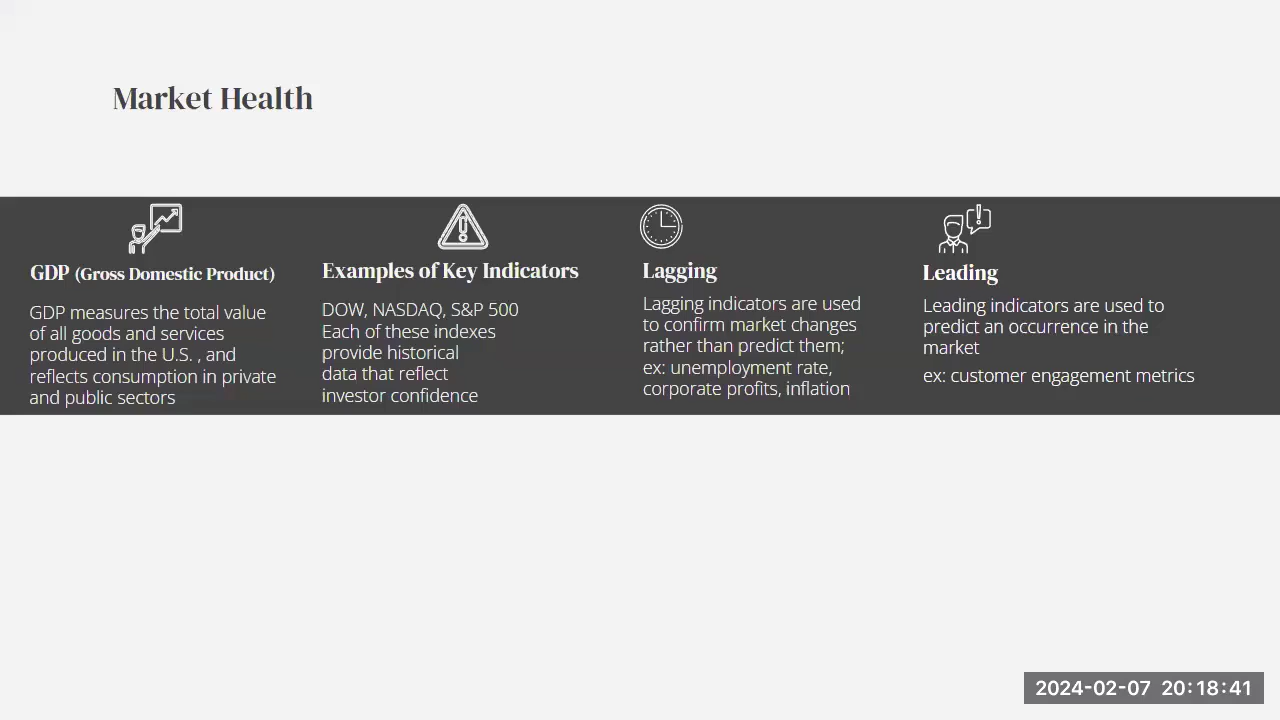 Market Health
GDP (Gross Domestic Product)
GDP measures the total value
of all goods and services
produced in the U.S. , and
reflects consumption in private
and public sectors
Examples of Key Indicators
DOW, NASDAQ, S&P 500
Each of these indexes
provide historical
data that reflect
investor confidence
Lagging
Lagging indicators are used
to confirm market changes
rather than predict them;
ex: unemployment rate,
corporate profits, inflation
Leading
Leading indicators are used to
predict an occurrence in the
market
ex: customer engagement metrics
2024-02-07 20:18:41